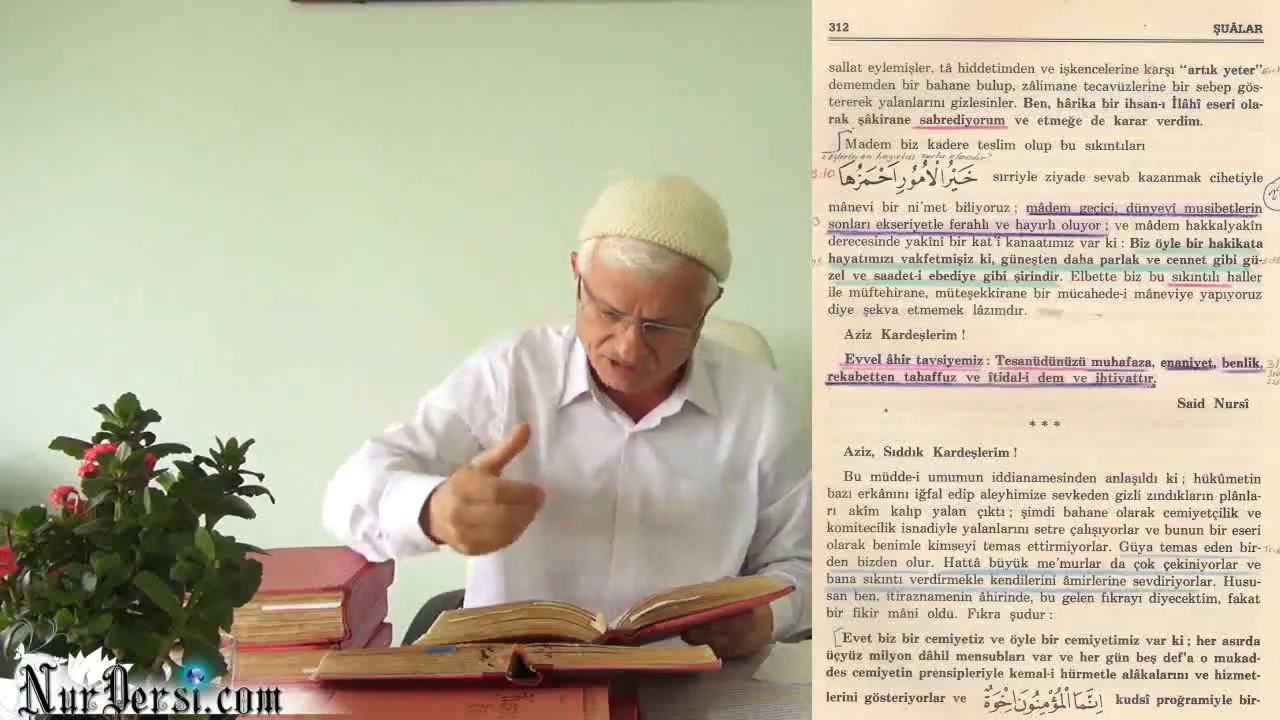 312 ŞUÂLAR
sallat eylemişler, tâ hiddetimden ve işkencelerine karşı “artık yeter”
dememden bir bahane bulup, zâlimane tecavüzlerine bir sebep gös-
tererek yalanlarını gizlesinler. Ben, hârika bir ihsan-ı İlâhî eseri ola-
rak şâkirane sabrediyorum ve etmeğe de karar verdim.
Madem biz kadere teslim olup bu sıkıntıları
خَيْرُ الْاُمُورِ اَحْمَزُهَا sırriyle ziyade sevab kazanmak cihetiyle
mânevi bir ni'met biliyoruz ; mâdem geçici, dünyevî musibetlerin
sonları ekseriyetle ferahlı ve hayırlı oluyor ; ve mâdem hakkalyakîn
derecesinde yakînî bir kat'î kanaatımız var ki : Biz öyle bir hakikata
hayatımızı vakfetmişiz ki, güneşten daha parlak ve cennet gibi gü-
zel ve saadet-i ebediye gibi şirindir. Elbette biz bu sıkıntılı haller
ile müftehirane, müteşekkirane bir mücahede-i mâneviye yapıyoruz
diye şekva etmemek lâzımdır.
Aziz Kardeşlerim !
Evvel âhir tavsiyemiz : Tesanüdünüzü muhafaza, enaniyet, benlik,
rekabetten tahaffuz ve îtidal-i dem ve ihtiyattır.
Said Nursî
* * *
Aziz, Sıddık Kardeşlerim !
Bu müdde-i umumun iddianamesinden anlaşıldı ki ; hükûmetin
bazı erkânını iğfal edip aleyhimize sevkeden gizli zındıkların plânla-
rı akîm kalıp yalan çıktı ; şimdi bahane olarak cemiyetçilik ve
komitecilik isnadiyle yalanlarını setre çalışıyorlar ve bunun bir eseri
olarak benimle kimseyi temas ettirmiyorlar. Güya temas eden bir-
den bizden olur. Hattâ büyük me'murlar da çok çekiniyorlar ve
bana sıkıntı verdirmekle kendilerini âmirlerine sevdiriyorlar. Husu-
san ben, itiraznamenin âhirinde, bu gelen fıkrayı diyecektim, fakat
bir fikir mâni oldu. Fıkra şudur :
Evet biz bir cemiyetiz ve öyle bir cemiyetimiz var ki ; her asırda
üçyüz milyon dâhil mensubları var ve her gün beş def'a o mukad-
des cemiyetin prensipleriyle kemal-i hürmetle alâkalarını ve hizmet-
lerini gösteriyorlar ve اِنَّمَا الْمُؤْمِنُونَ اِخْوَةٌ kudsî proğramiyle bir-
NurDersi.com